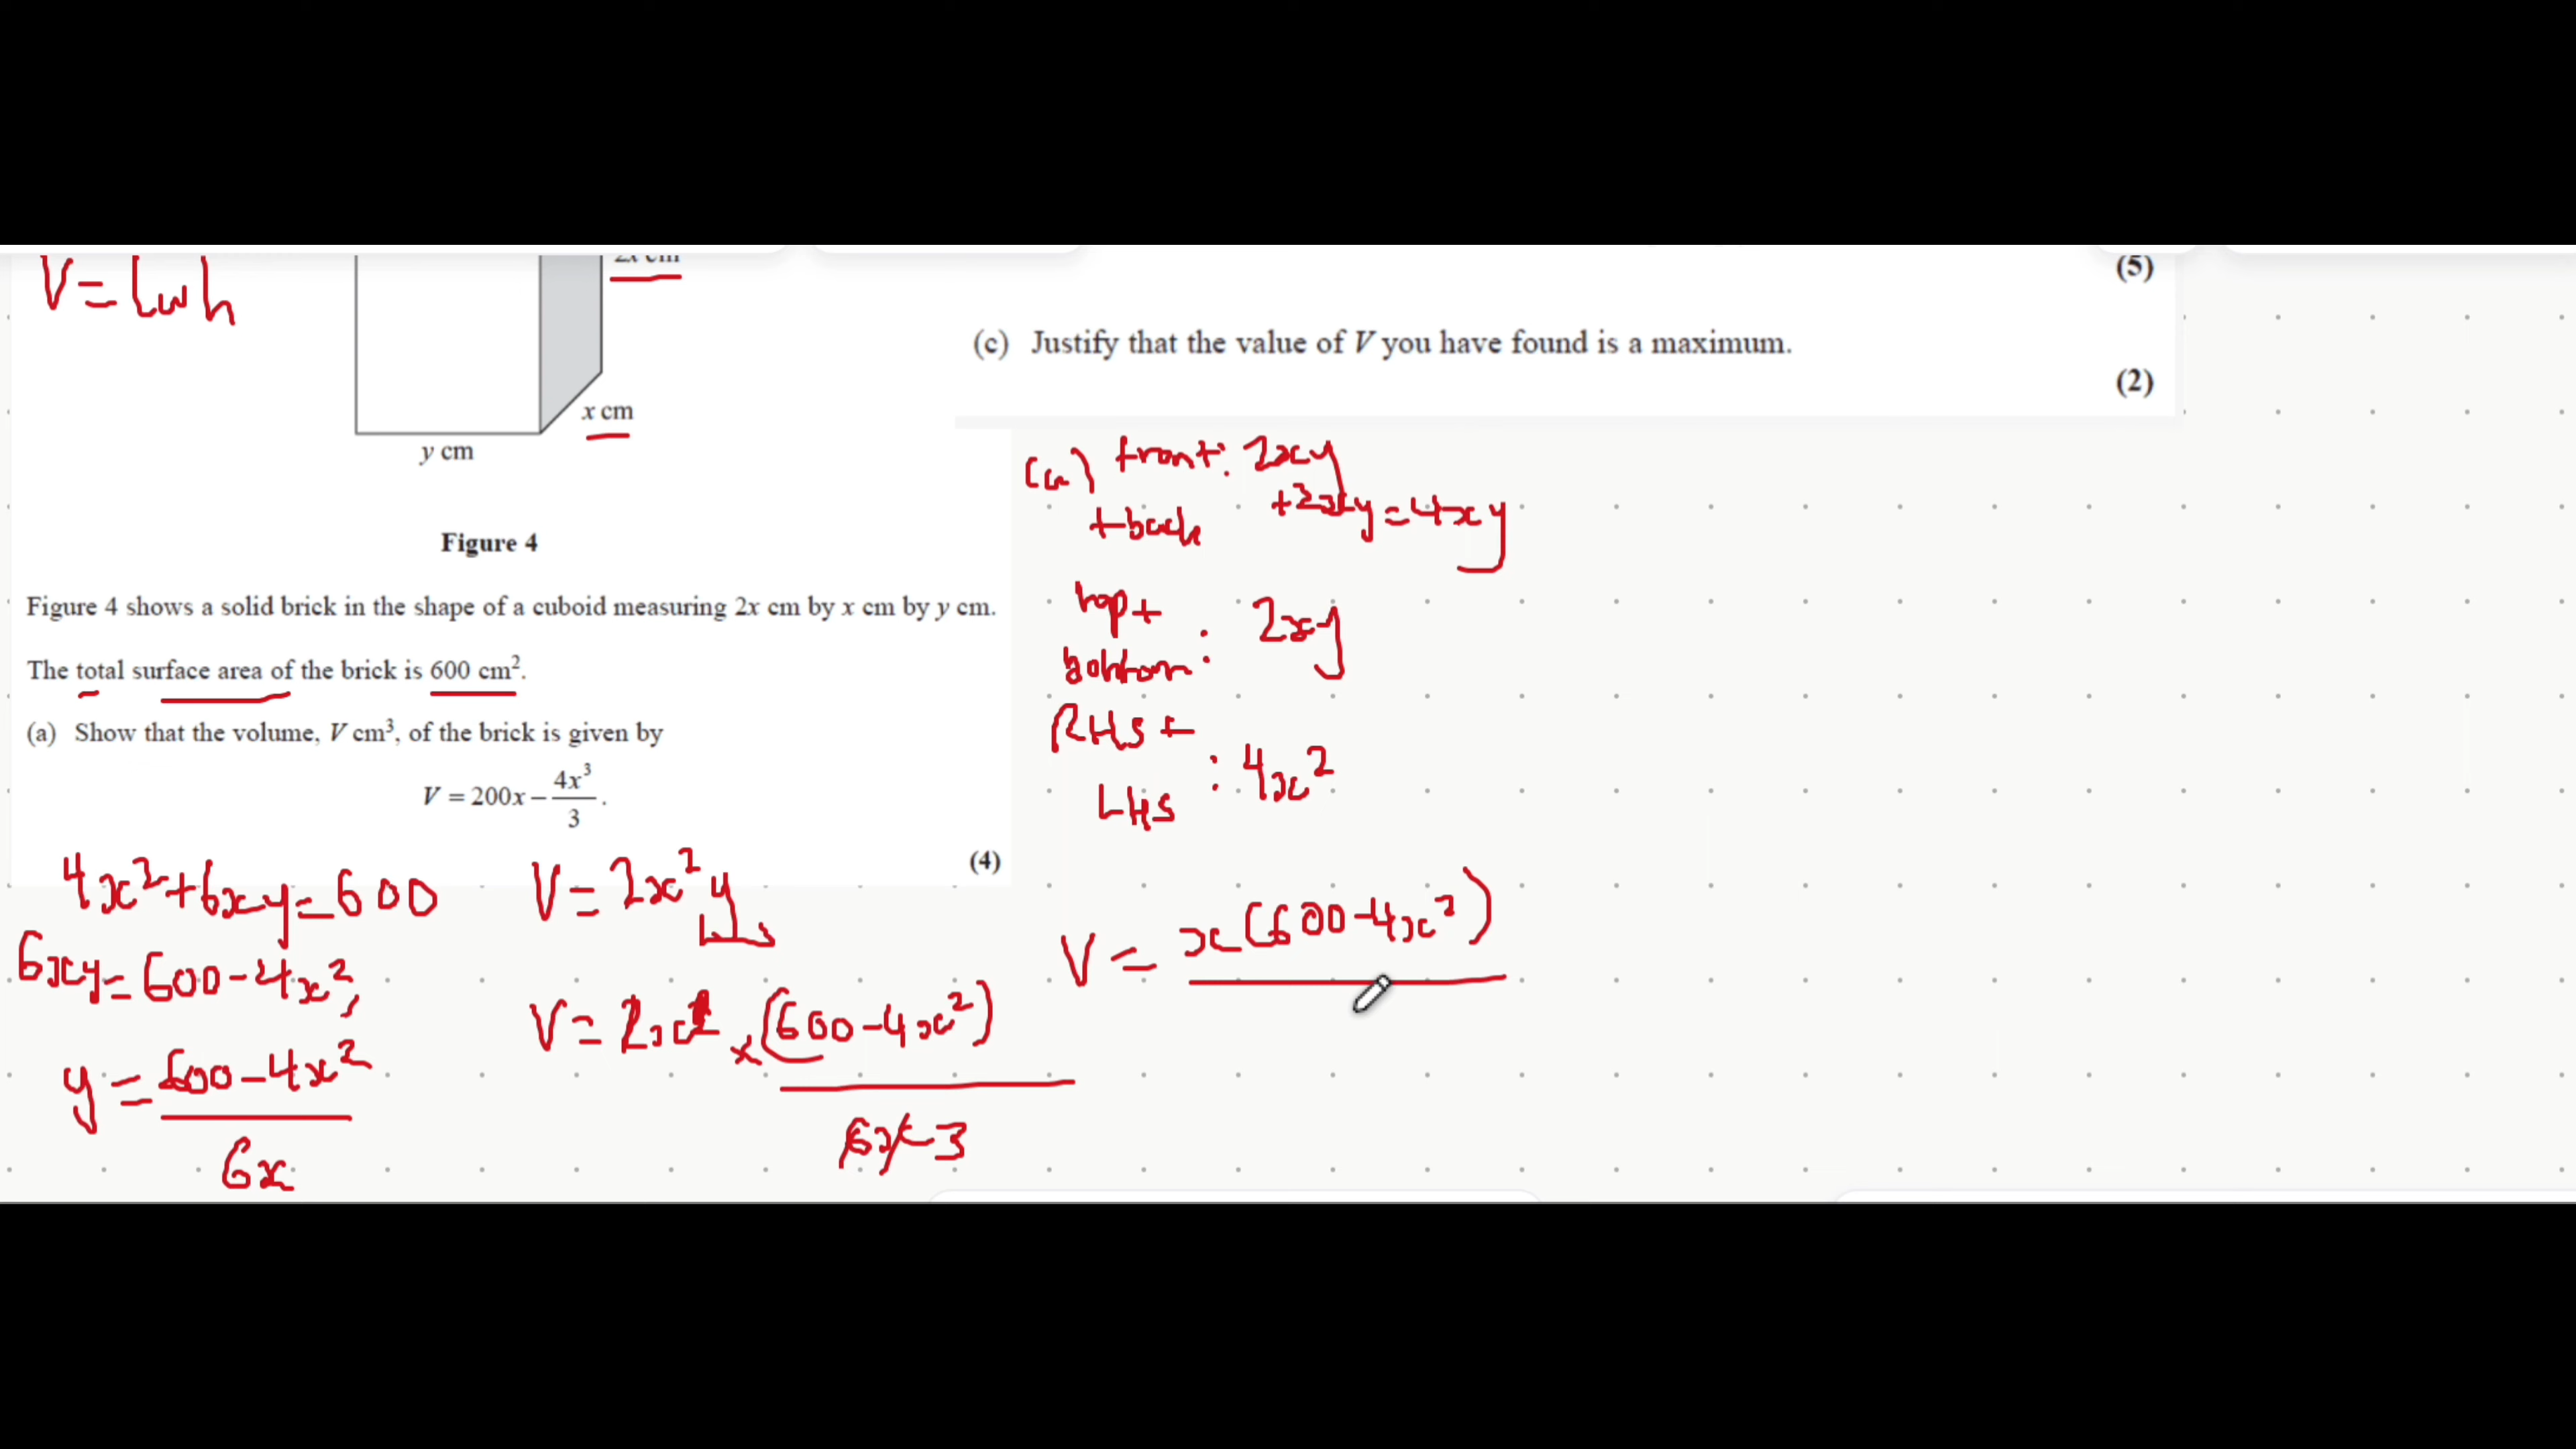 V = lwh
2x cm
x cm
y cm
Figure 4
Figure 4 shows a solid brick in the shape of a cuboid measuring 2x cm by x cm by y cm.
The total surface area of the brick is 600 cm².
(a) Show that the volume, V cm³, of the brick is given by
V = 200x − 4x³/3.
(4)
4x²+6xy=600
6xy=600-4x²
y = 600-4x²/6x
V=2x²y
V= 2x² × (600-4x²)/6x 3
(5)
(c) Justify that the value of V you have found is a maximum.
(2)
(a) front: 2xy
+back +2xy=4xy
top+
bottom : 2xy
RHS +
LHS : 4x²
V = x(600-4x²)